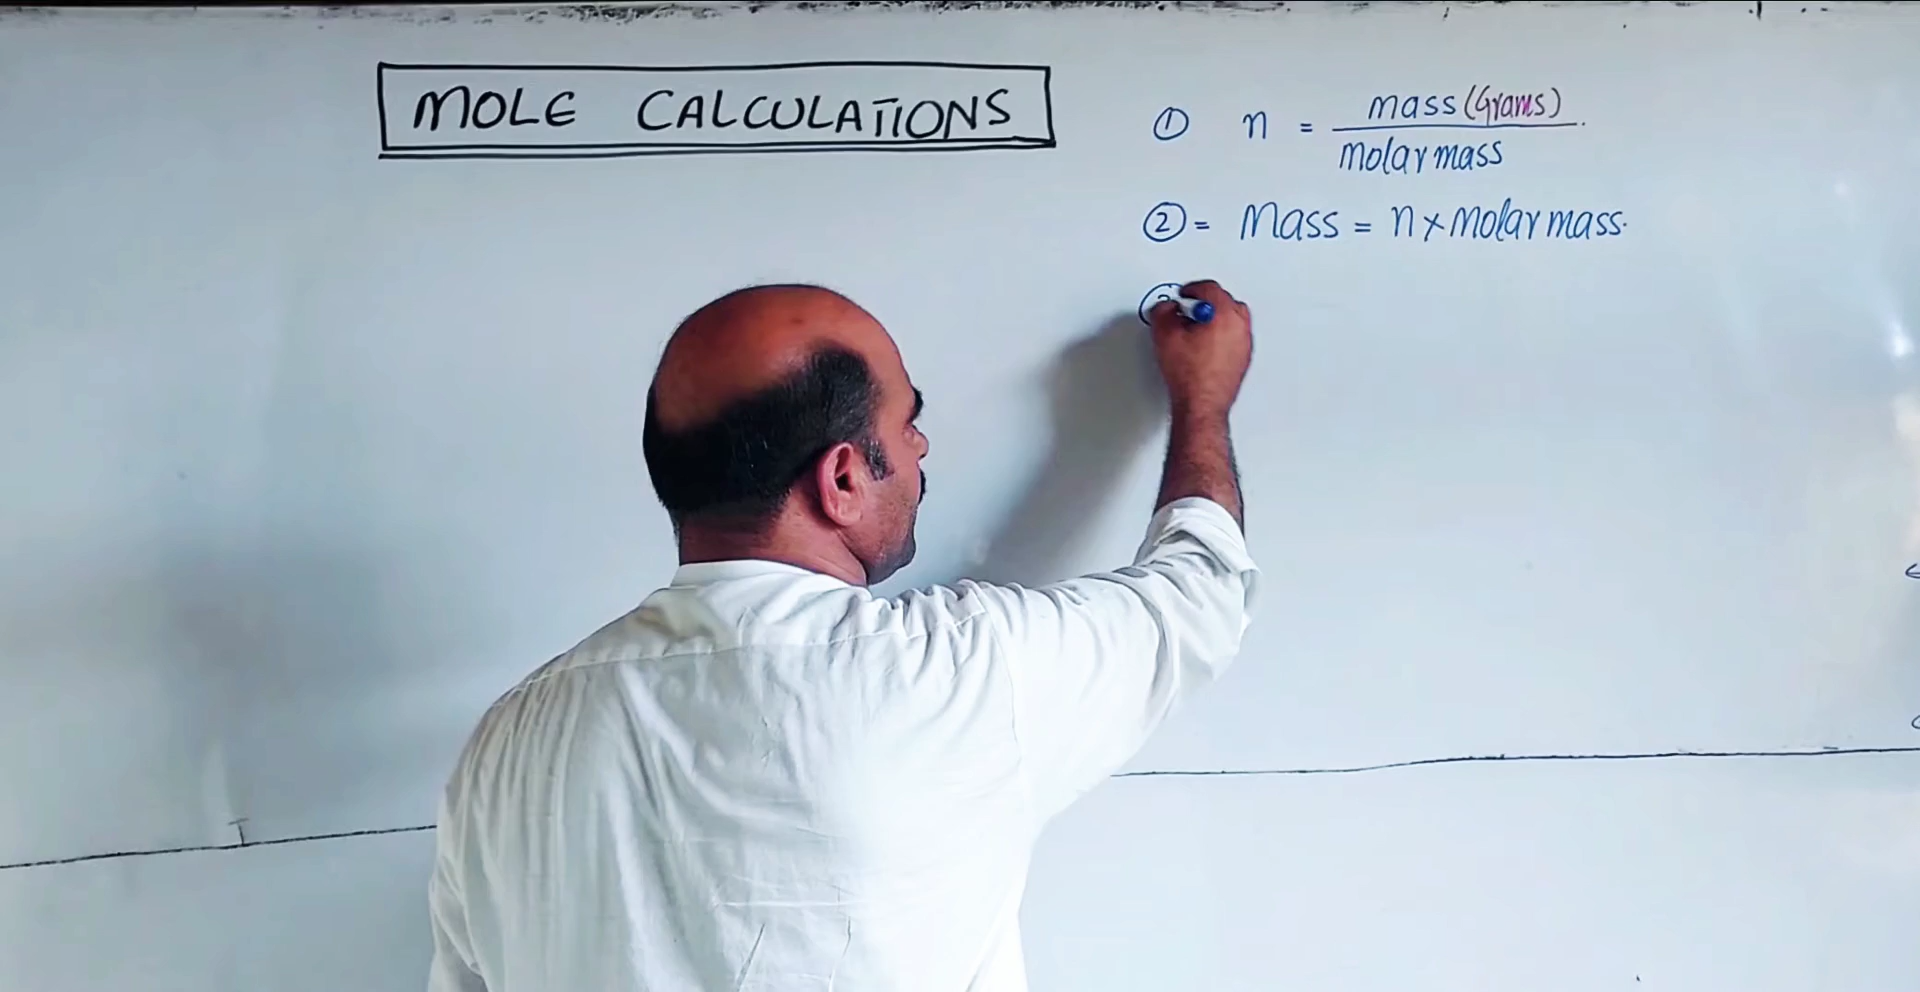 MOLE CALCULATIONS
① n = mass (Grams) / molar mass
② = Mass = n × molar mass.